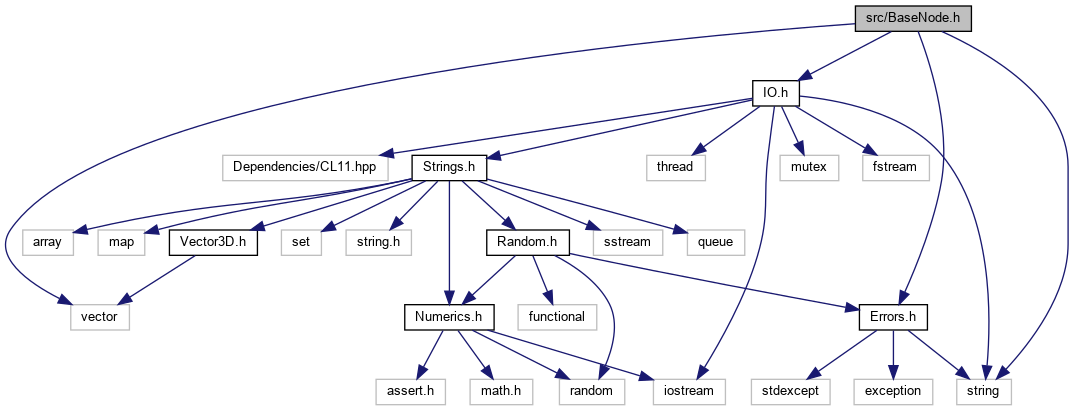 src/BaseNode.h
IO.h
Dependencies/CL11.hpp
Strings.h
thread
mutex
fstream
array
map
Vector3D.h
set
string.h
Random.h
sstream
queue
vector
Numerics.h
functional
Errors.h
assert.h
math.h
random
iostream
stdexcept
exception
string